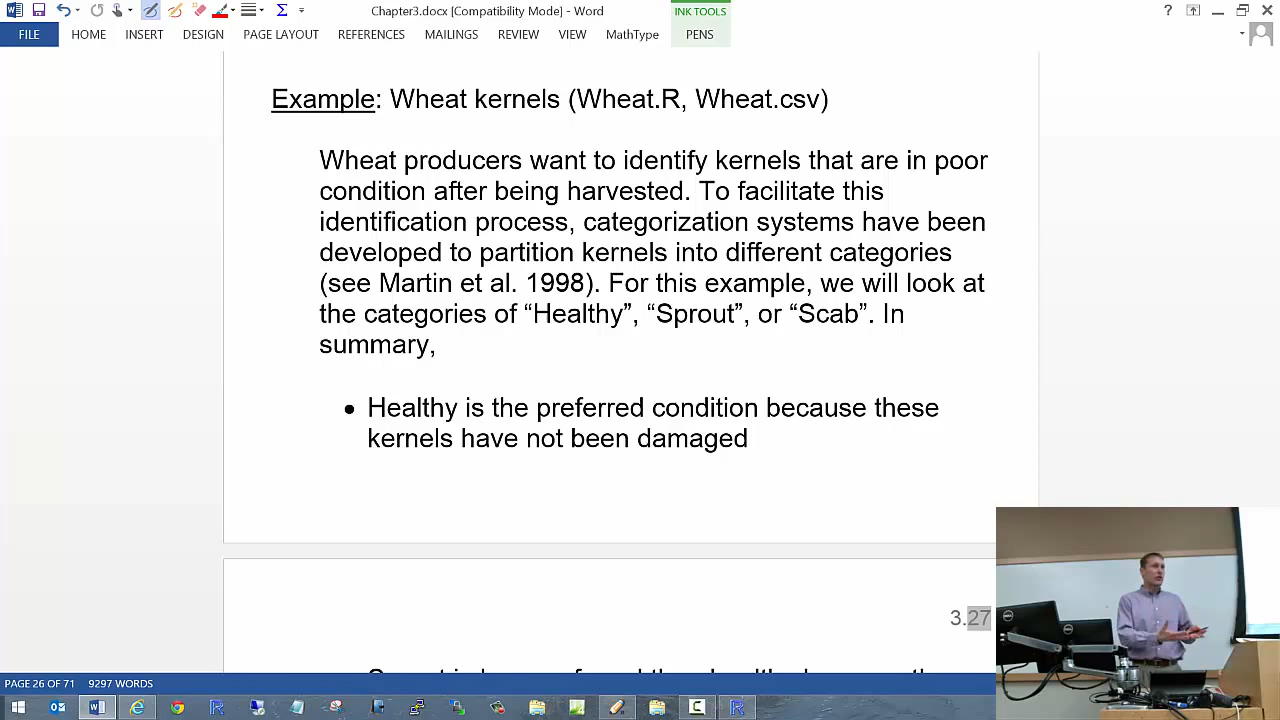 Chapter3.docx [Compatibility Mode] - Word
INK TOOLS
FILE HOME INSERT DESIGN PAGE LAYOUT REFERENCES MAILINGS REVIEW VIEW MathType PENS
Example: Wheat kernels (Wheat.R, Wheat.csv)
Wheat producers want to identify kernels that are in poor
condition after being harvested. To facilitate this
identification process, categorization systems have been
developed to partition kernels into different categories
(see Martin et al. 1998). For this example, we will look at
the categories of “Healthy”, “Sprout”, or “Scab”. In
summary,
• Healthy is the preferred condition because these
kernels have not been damaged
3.27
PAGE 26 OF 71 9297 WORDS